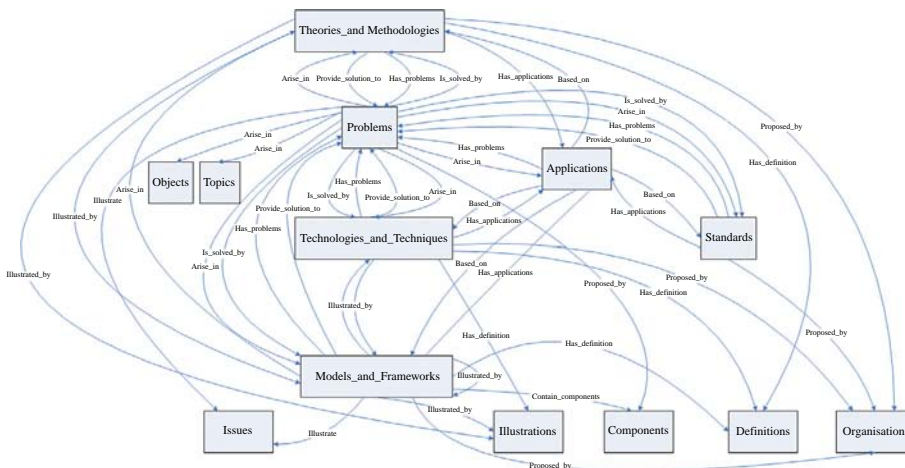 Theories_and Methodologies
Arise_in
Provide_solution_to
Has_problems
Is_solved_by
Has_applications
Based_on
Is_solved_by
Arise_in
Has_problems
Provide_solution_to
Proposed_by
Problems
Arise_in
Arise_in
Has_problems
Arise_in
Applications
Has_definition
Objects
Topics
Has_problems
Is_solved_by
Provide_solution_to
Arise_in
Based_on
Has_applications
Based_on
Has_applications
Arise_in
Illustrate
Illustrated_by
Provide_solution_to
Has_problems
Technologies_and_Techniques
Standards
Is_solved_by
Arise_in
Based_on
Has_applications
Illustrated_by
Proposed_by
Has_definition
Proposed_by
Illustrated_by
Proposed_by
Has_definition
Has_definition
Models_and_Frameworks
Illustrated_by
Contain_components
Illustrated_by
Issues
Illustrate
Illustrations
Components
Definitions
Organisation
Proposed_by